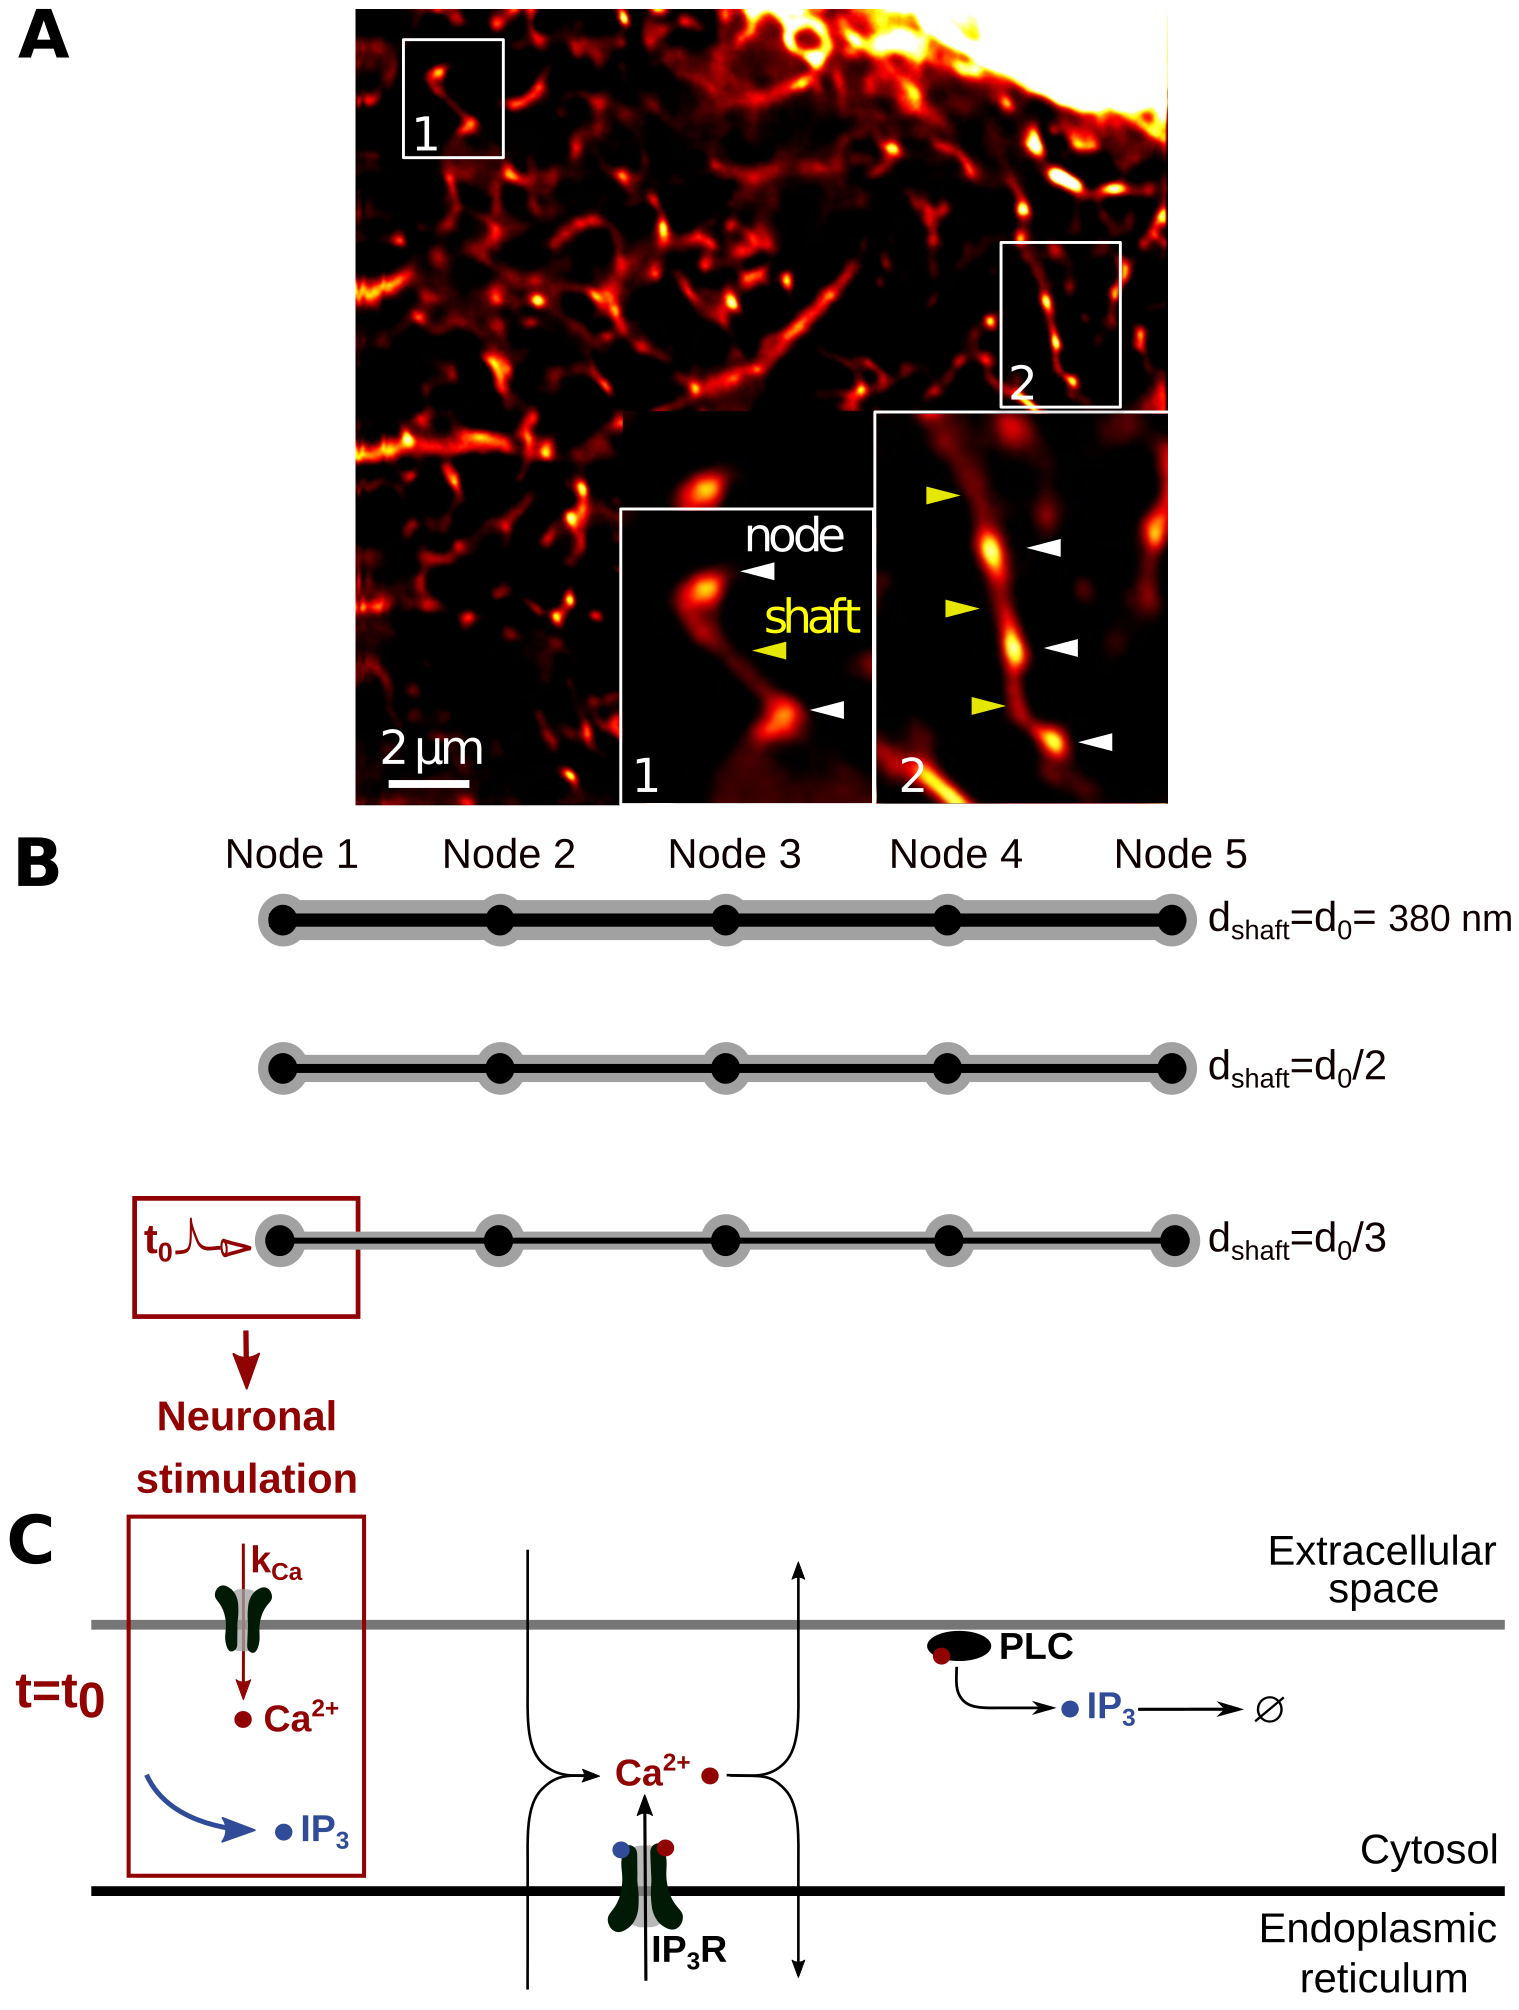 A
1
2
node
shaft
2 μm
1
2
B
Node 1 Node 2 Node 3 Node 4 Node 5
dshaft=d0= 380 nm
dshaft=d0/2
t0
dshaft=d0/3
Neuronal
stimulation
C
kCa
Extracellular
space
PLC
t=t0
Ca2+
IP3
∅
Ca2+
IP3
Cytosol
IP3R
Endoplasmic
reticulum